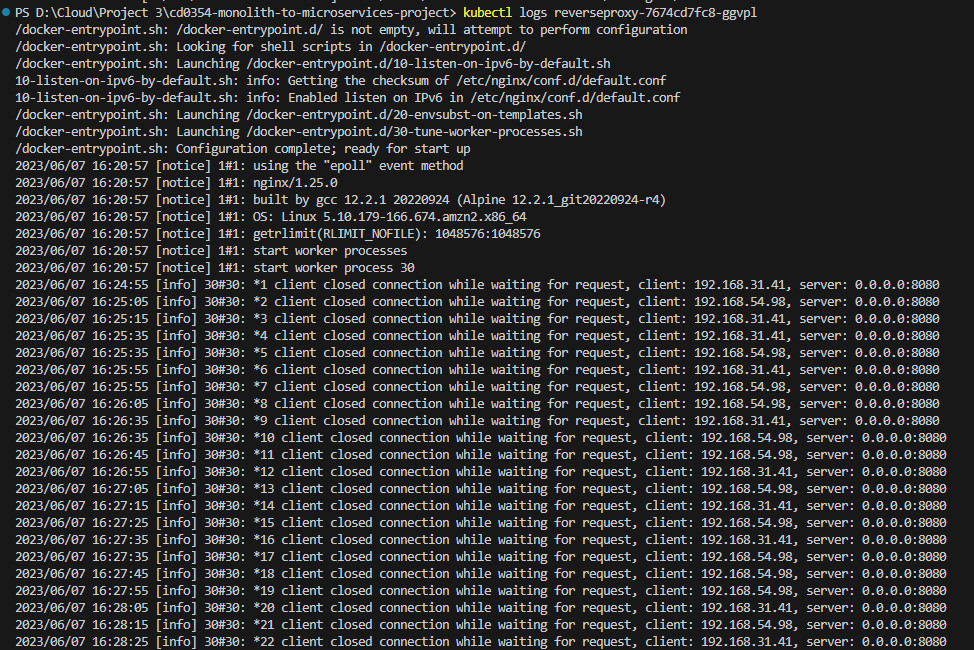 PS D:\Cloud\Project 3\cd0354-monolith-to-microservices-project> kubectl logs reverseproxy-7674cd7fc8-ggvpl
/docker-entrypoint.sh: /docker-entrypoint.d/ is not empty, will attempt to perform configuration
/docker-entrypoint.sh: Looking for shell scripts in /docker-entrypoint.d/
/docker-entrypoint.sh: Launching /docker-entrypoint.d/10-listen-on-ipv6-by-default.sh
10-listen-on-ipv6-by-default.sh: info: Getting the checksum of /etc/nginx/conf.d/default.conf
10-listen-on-ipv6-by-default.sh: info: Enabled listen on IPv6 in /etc/nginx/conf.d/default.conf
/docker-entrypoint.sh: Launching /docker-entrypoint.d/20-envsubst-on-templates.sh
/docker-entrypoint.sh: Launching /docker-entrypoint.d/30-tune-worker-processes.sh
/docker-entrypoint.sh: Configuration complete; ready for start up
2023/06/07 16:20:57 [notice] 1#1: using the "epoll" event method
2023/06/07 16:20:57 [notice] 1#1: nginx/1.25.0
2023/06/07 16:20:57 [notice] 1#1: built by gcc 12.2.1 20220924 (Alpine 12.2.1_git20220924-r4)
2023/06/07 16:20:57 [notice] 1#1: OS: Linux 5.10.179-166.674.amzn2.x86_64
2023/06/07 16:20:57 [notice] 1#1: getrlimit(RLIMIT_NOFILE): 1048576:1048576
2023/06/07 16:20:57 [notice] 1#1: start worker processes
2023/06/07 16:20:57 [notice] 1#1: start worker process 30
2023/06/07 16:24:55 [info] 30#30: *1 client closed connection while waiting for request, client: 192.168.31.41, server: 0.0.0.0:8080
2023/06/07 16:25:05 [info] 30#30: *2 client closed connection while waiting for request, client: 192.168.54.98, server: 0.0.0.0:8080
2023/06/07 16:25:15 [info] 30#30: *3 client closed connection while waiting for request, client: 192.168.31.41, server: 0.0.0.0:8080
2023/06/07 16:25:35 [info] 30#30: *4 client closed connection while waiting for request, client: 192.168.31.41, server: 0.0.0.0:8080
2023/06/07 16:25:35 [info] 30#30: *5 client closed connection while waiting for request, client: 192.168.54.98, server: 0.0.0.0:8080
2023/06/07 16:25:55 [info] 30#30: *6 client closed connection while waiting for request, client: 192.168.31.41, server: 0.0.0.0:8080
2023/06/07 16:25:55 [info] 30#30: *7 client closed connection while waiting for request, client: 192.168.54.98, server: 0.0.0.0:8080
2023/06/07 16:26:05 [info] 30#30: *8 client closed connection while waiting for request, client: 192.168.54.98, server: 0.0.0.0:8080
2023/06/07 16:26:35 [info] 30#30: *9 client closed connection while waiting for request, client: 192.168.31.41, server: 0.0.0.0:8080
2023/06/07 16:26:35 [info] 30#30: *10 client closed connection while waiting for request, client: 192.168.54.98, server: 0.0.0.0:8080
2023/06/07 16:26:45 [info] 30#30: *11 client closed connection while waiting for request, client: 192.168.54.98, server: 0.0.0.0:8080
2023/06/07 16:26:55 [info] 30#30: *12 client closed connection while waiting for request, client: 192.168.31.41, server: 0.0.0.0:8080
2023/06/07 16:27:05 [info] 30#30: *13 client closed connection while waiting for request, client: 192.168.54.98, server: 0.0.0.0:8080
2023/06/07 16:27:15 [info] 30#30: *14 client closed connection while waiting for request, client: 192.168.31.41, server: 0.0.0.0:8080
2023/06/07 16:27:25 [info] 30#30: *15 client closed connection while waiting for request, client: 192.168.54.98, server: 0.0.0.0:8080
2023/06/07 16:27:35 [info] 30#30: *16 client closed connection while waiting for request, client: 192.168.31.41, server: 0.0.0.0:8080
2023/06/07 16:27:35 [info] 30#30: *17 client closed connection while waiting for request, client: 192.168.54.98, server: 0.0.0.0:8080
2023/06/07 16:27:45 [info] 30#30: *18 client closed connection while waiting for request, client: 192.168.54.98, server: 0.0.0.0:8080
2023/06/07 16:27:55 [info] 30#30: *19 client closed connection while waiting for request, client: 192.168.54.98, server: 0.0.0.0:8080
2023/06/07 16:28:05 [info] 30#30: *20 client closed connection while waiting for request, client: 192.168.31.41, server: 0.0.0.0:8080
2023/06/07 16:28:15 [info] 30#30: *21 client closed connection while waiting for request, client: 192.168.54.98, server: 0.0.0.0:8080
2023/06/07 16:28:25 [info] 30#30: *22 client closed connection while waiting for request, client: 192.168.31.41, server: 0.0.0.0:8080